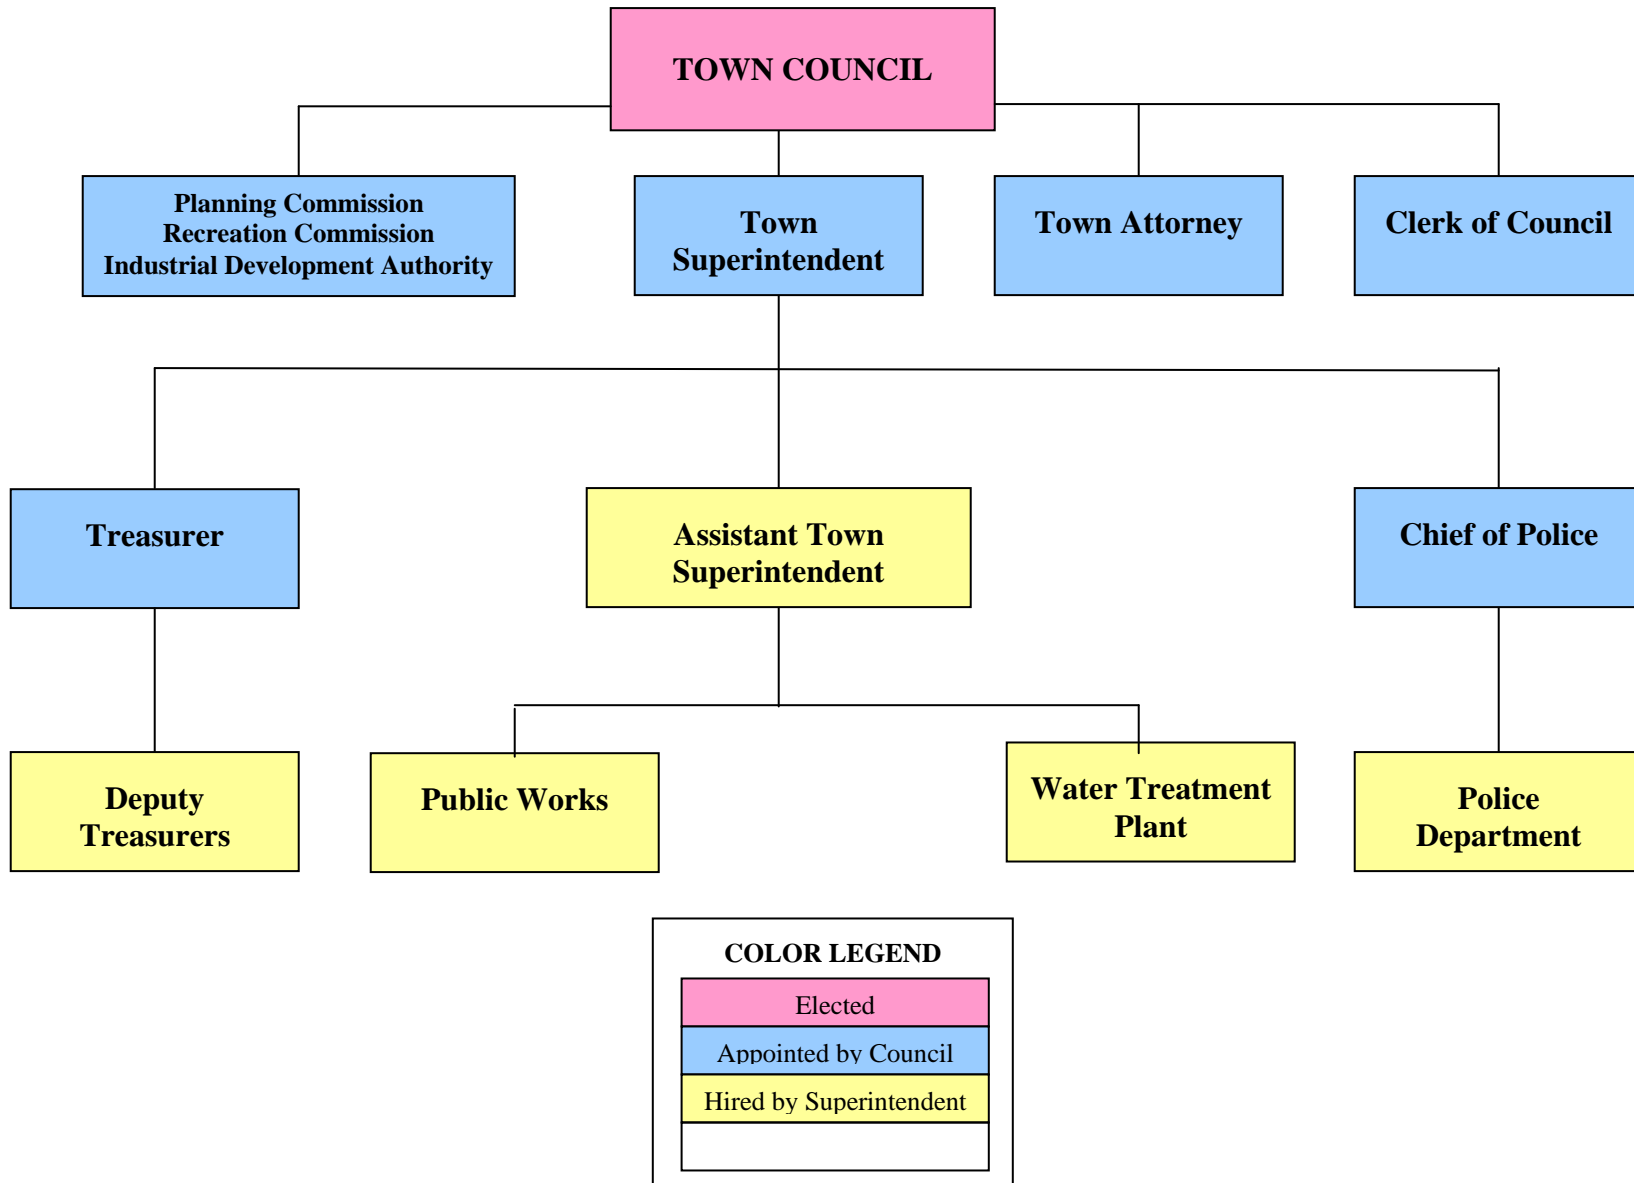 TOWN COUNCIL
Planning Commission
Recreation Commission
Industrial Development Authority
Town
Superintendent
Town Attorney
Clerk of Council
Treasurer
Assistant Town
Superintendent
Chief of Police
Deputy
Treasurers
Public Works
Water Treatment
Plant
Police
Department
COLOR LEGEND
Elected
Appointed by Council
Hired by Superintendent